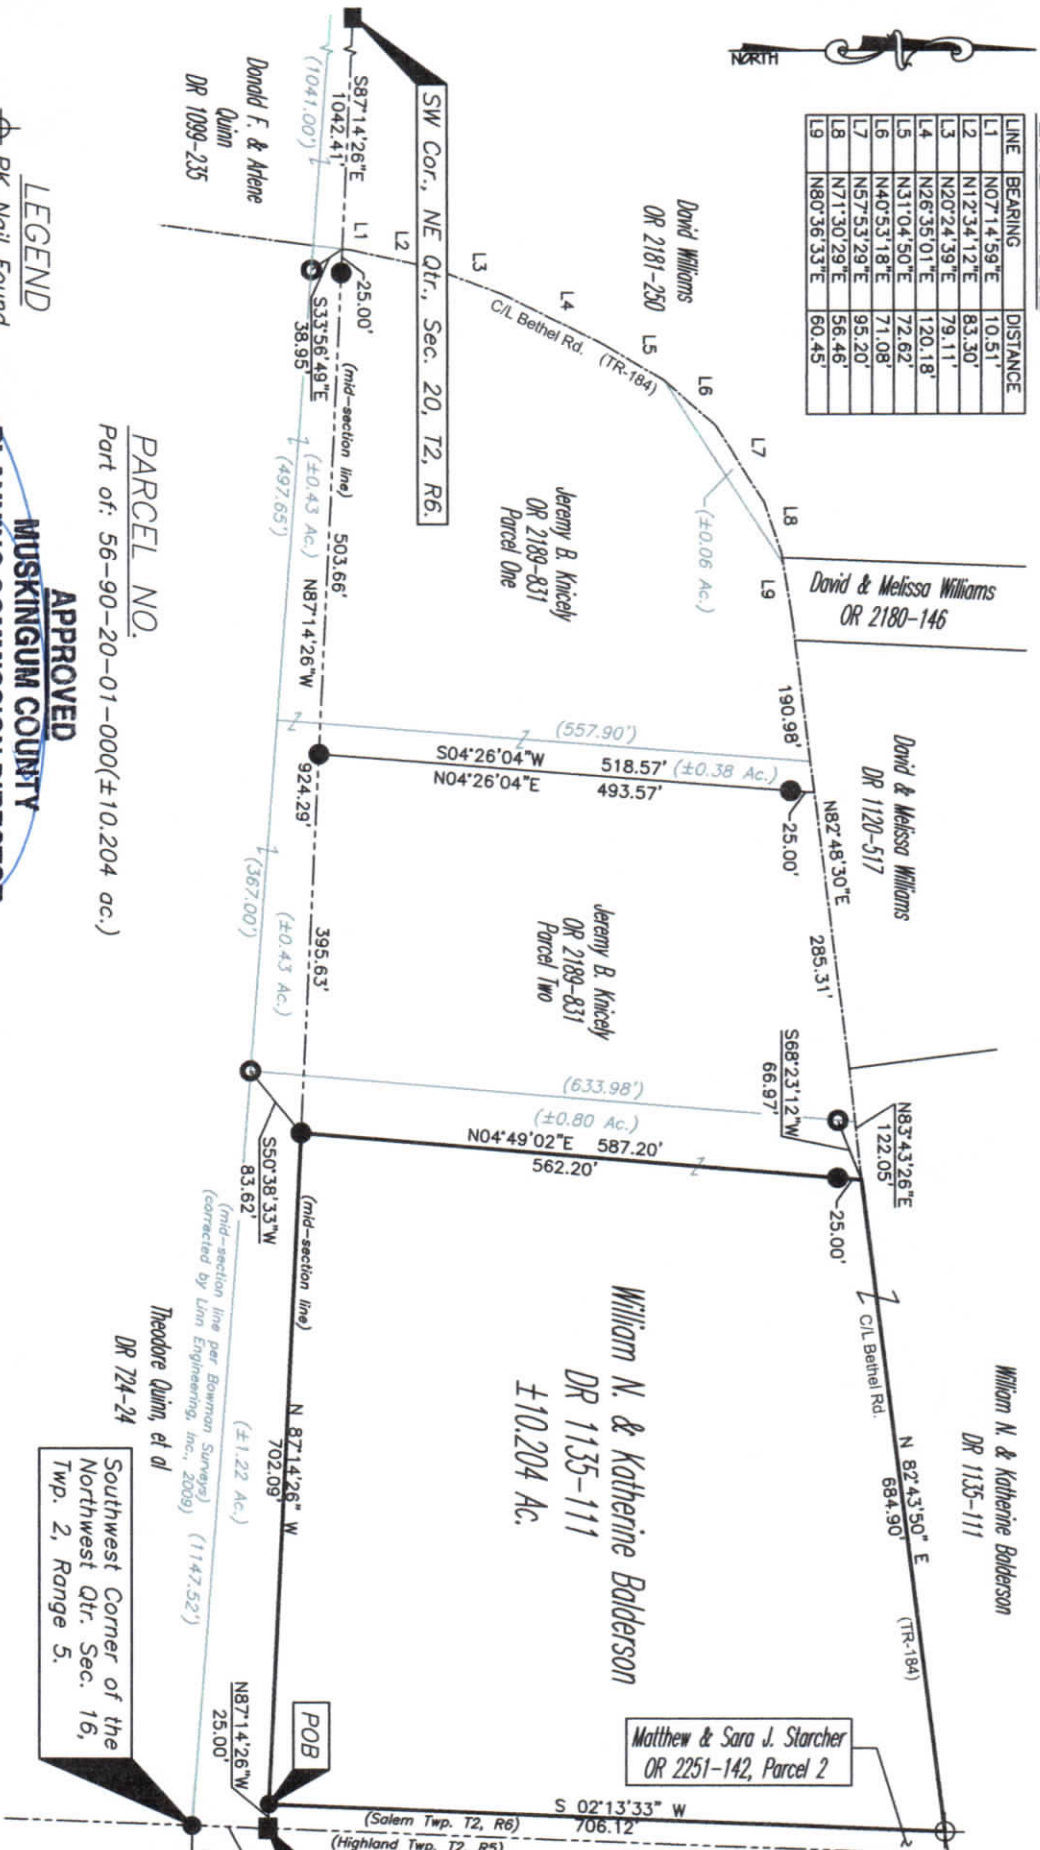 NORTH
LINE BEARING DISTANCE
L1 N07°14'59"E 10.51'
L2 N12°34'12"E 83.30'
L3 N20°24'39"E 79.11'
L4 N26°35'01"E 120.18'
L5 N31°04'50"E 72.62'
L6 N40°53'18"E 71.08'
L7 N57°53'29"E 95.20'
L8 N71°30'29"E 56.46'
L9 N80°36'33"E 60.45'
SW Cor., NE Qtr., Sec. 20, T2, R6.
S87°14'26"E
1042.41'
(1041.00')
Donald F. & Arlene
Quinn
DR 1099-235
David Williams
OR 2181-250
L1
L2
L3
L4
L5
L6
L7
L8
L9
C/L Bethel Rd. (TR-184)
25.00'
S33°56'49"E
38.95'
(mid-section line)
503.66'
(±0.43 Ac.)
N87°14'26"W
(497.65')
924.29'
Jeremy B. Knicely
OR 2189-831
Parcel One
(±0.06 Ac.)
David & Melissa Williams
OR 2180-146
190.98'
(557.90')
S04°26'04"W 518.57' (±0.38 Ac.)
N04°26'04"E 493.57'
25.00'
David & Melissa Williams
DR 1120-517
N82°48'30"E
285.31'
Jeremy B. Knicely
OR 2189-831
Parcel Two
395.63'
(±0.43 Ac.)
(367.00')
S68°23'12"W
66.97'
N83°43'26"E
122.05'
(633.98')
(±0.80 Ac.)
N04°49'02"E 587.20'
562.20'
25.00'
S50°38'33"W
83.62'
(mid-section line)
(mid-section line per Bowman Surveys)
(corrected by Linn Engineering, Inc., 2009)
(1147.52')
(±1.22 Ac.)
N 87°14'26" W
702.09'
Theodore Quinn, et al
DR 724-24
William N. & Katherine Balderson
DR 1135-111
±10.204 Ac.
C/L Bethel Rd.
N 82°43'50" E
684.90'
(TR-184)
William N. & Katherine Balderson
DR 1135-111
Matthew & Sara J. Starcher
OR 2251-142, Parcel 2
S 02°13'33" W
706.12'
(Salem Twp. T2, R6)
(Highland Twp. T2, R5)
POB
N87°14'26"W
25.00'
Southwest Corner of the
Northwest Qtr. Sec. 16,
Twp. 2, Range 5.
PARCEL NO.
Part of: 56-90-20-01-000(±10.204 ac.)
LEGEND
PK Nail Found
APPROVED
MUSKINGUM COUNTY